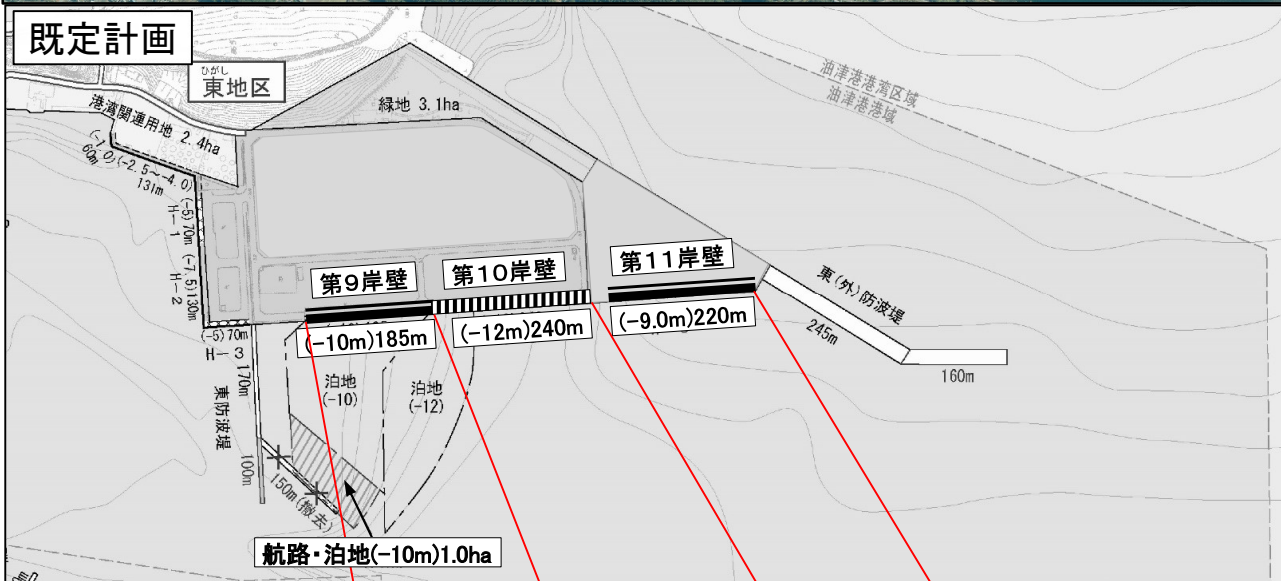 既定計画
ひがし
東地区
緑地 3.1ha
油津港港湾区域
油津港港域
港湾関連用地 2.4ha
(-1.0)
60m
(-2.5~-4.0)
131m
(-5)70m
H-1
(-7.5)130m
H-2
第9岸壁
第10岸壁
第11岸壁
(-10m)185m
(-12m)240m
(-9.0m)220m
(-5)70m
H-3
170m
東防波堤
100m
泊地
(-10)
泊地
(-12)
150m(撤去)
東(外)防波堤
245m
160m
航路・泊地(-10m)1.0ha